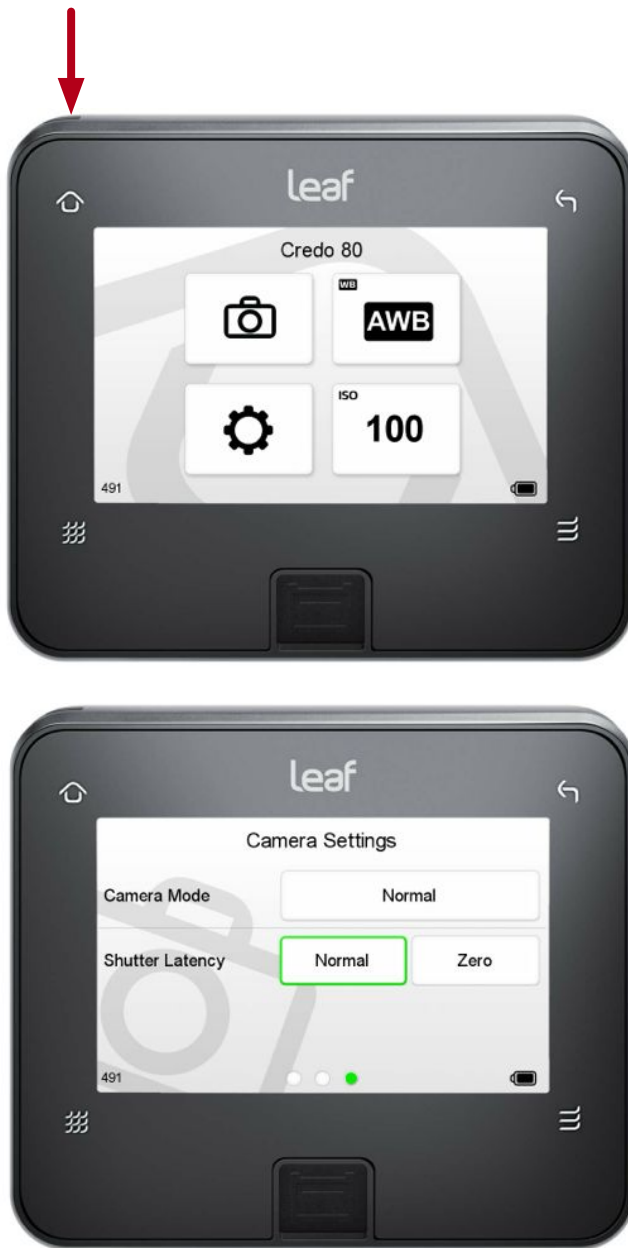 leaf
Credo 80
WB
AWB
ISO
100
491
leaf
Camera Settings
Camera Mode Normal
Shutter Latency Normal Zero
491